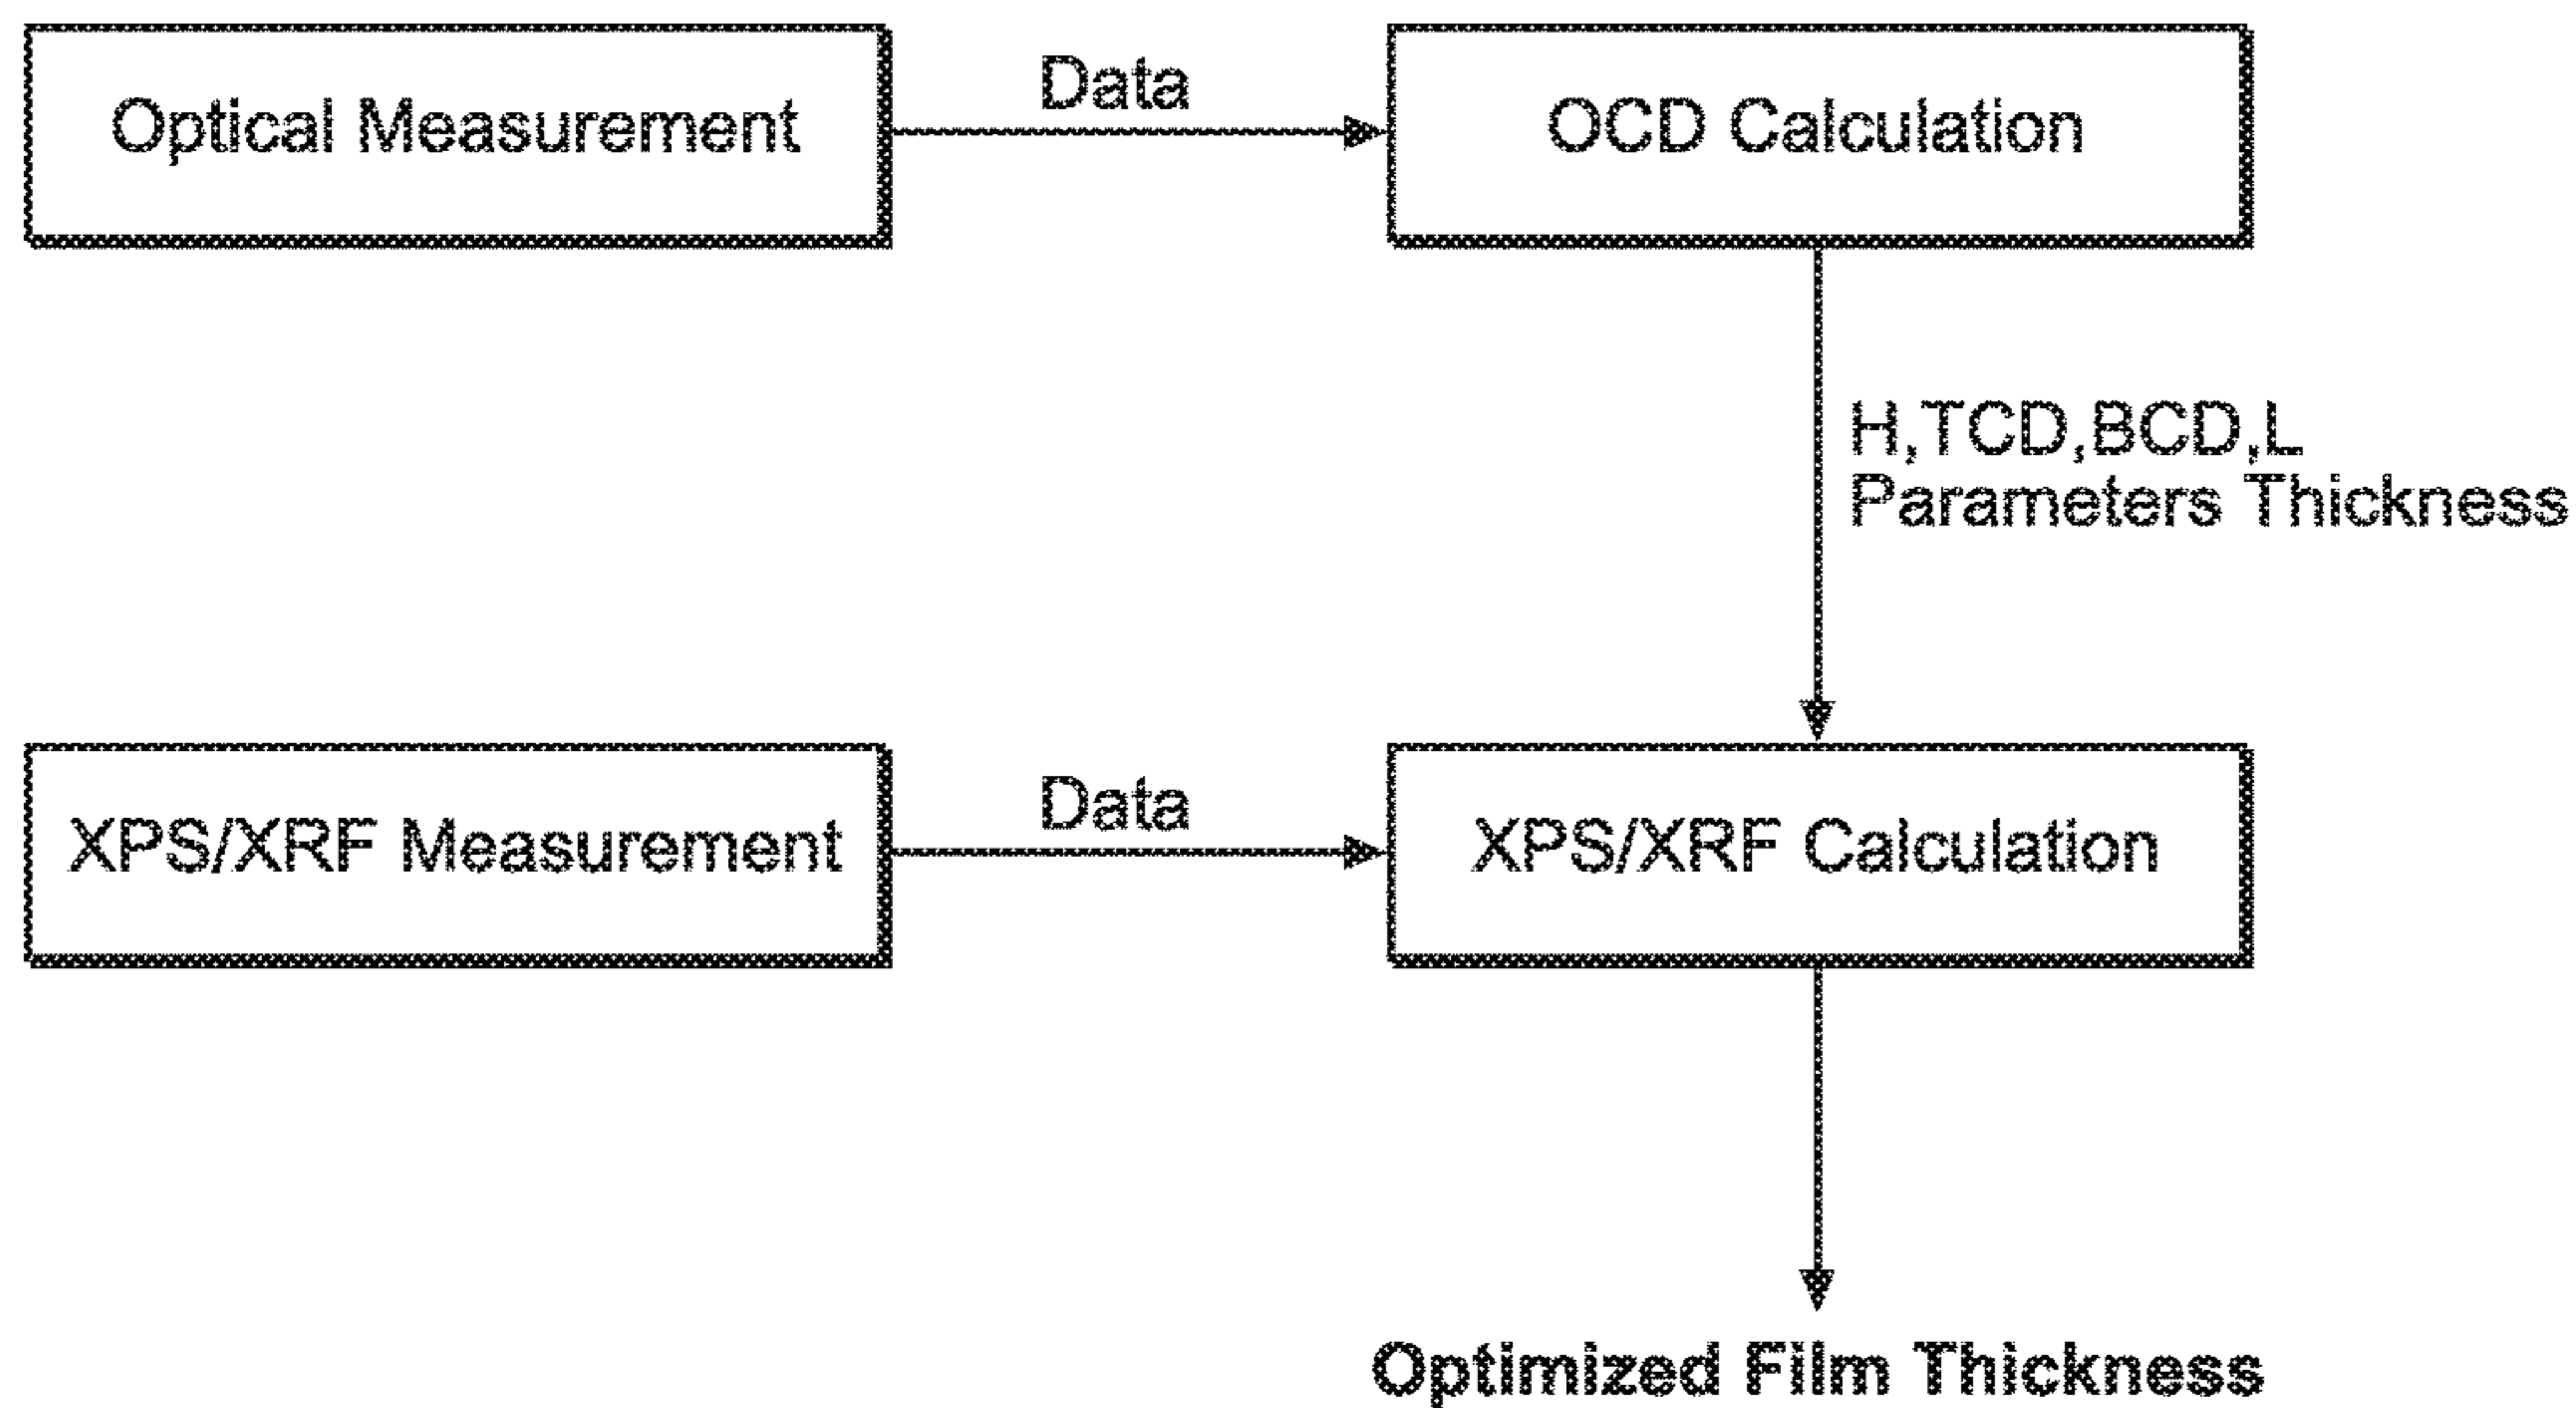 Optical Measurement
Data
OCD Calculation
H,TCD,BCD,L
Parameters Thickness
XPS/XRF Measurement
Data
XPS/XRF Calculation
Optimized Film Thickness